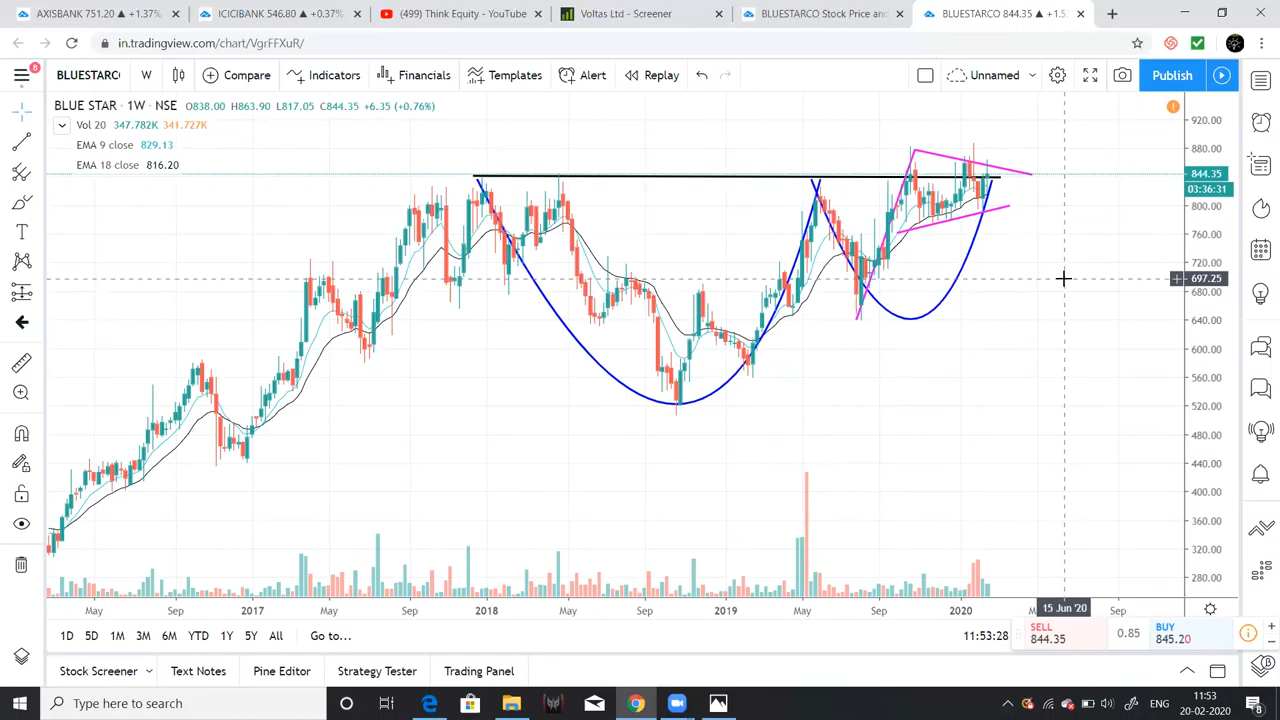 AXISBANK 751.20 ▲ +1.37%
ICICIBANK 546.80 ▲ +0.37%
(499) Think Equity - YouTube
Voltas Ltd - Screener
BLUESTARCO Stock Price and
BLUESTARCO 844.35 ▲ +1.5
in.tradingview.com/chart/VgrFFXuR/
8
BLUESTARCO
W
Compare
Indicators
Financials
Templates
Alert
Replay
Unnamed
Publish
BLUE STAR · 1W · NSE O838.00 H863.90 L817.05 C844.35 +6.35 (+0.76%)
Vol 20 347.782K 341.727K
EMA 9 close 829.13
EMA 18 close 816.20
920.00
880.00
844.35
03:36:31
800.00
760.00
720.00
697.25
680.00
640.00
600.00
560.00
520.00
480.00
440.00
400.00
360.00
320.00
280.00
May Sep 2017 May Sep 2018 May Sep 2019 May Sep 2020 15 Jun '20 Sep
1D 5D 1M 3M 6M YTD 1Y 5Y All Go to...
11:53:28
SELL
844.35
0.85
BUY
845.20
Stock Screener Text Notes Pine Editor Strategy Tester Trading Panel
Type here to search
ENG
11:53
20-02-2020
8